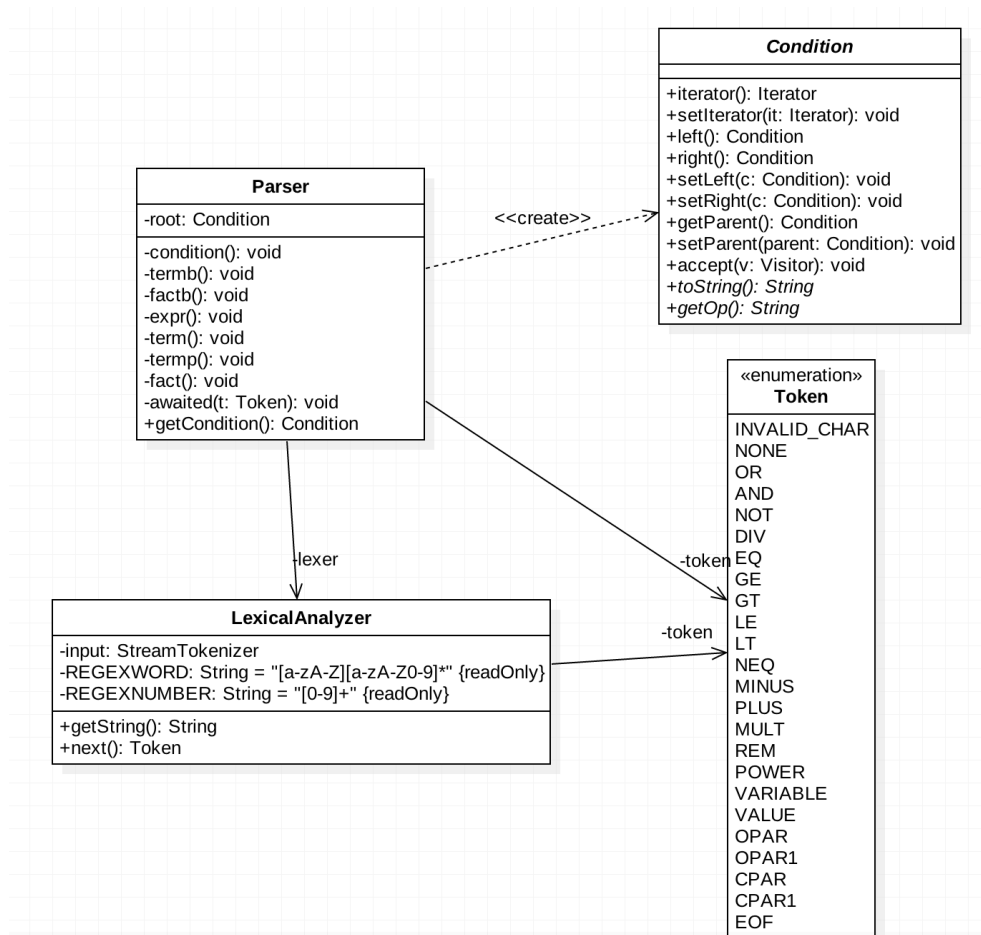 Condition
+iterator(): Iterator
+setIterator(it: Iterator): void
+left(): Condition
+right(): Condition
+setLeft(c: Condition): void
+setRight(c: Condition): void
+getParent(): Condition
+setParent(parent: Condition): void
+accept(v: Visitor): void
+toString(): String
+getOp(): String
Parser
-root: Condition
-condition(): void
-termb(): void
-factb(): void
-expr(): void
-term(): void
-termp(): void
-fact(): void
-awaited(t: Token): void
+getCondition(): Condition
<<create>>
-lexer
-token
LexicalAnalyzer
-input: StreamTokenizer
-REGEXWORD: String = "[a-zA-Z][a-zA-Z0-9]*" {readOnly}
-REGEXNUMBER: String = "[0-9]+" {readOnly}
+getString(): String
+next(): Token
-token
«enumeration»
Token
INVALID_CHAR
NONE
OR
AND
NOT
DIV
EQ
GE
GT
LE
LT
NEQ
MINUS
PLUS
MULT
REM
POWER
VARIABLE
VALUE
OPAR
OPAR1
CPAR
CPAR1
EOF